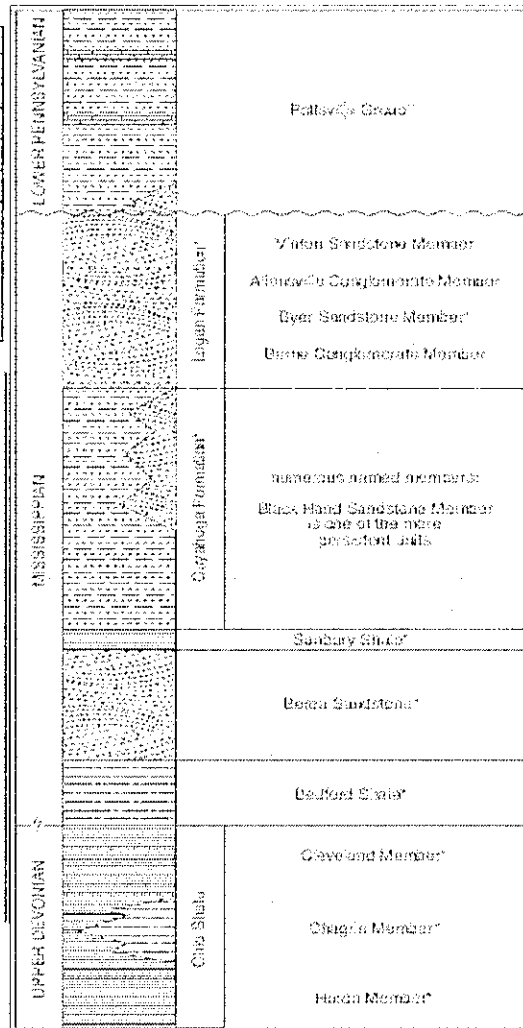 LOWER PENNSYLVANIAN
Pottsville Group*
MISSISSIPPIAN
Logan Formation*
Vinton Sandstone Member
Allensville Conglomerate Member
Byer Sandstone Member*
Berne Conglomerate Member
Cuyahoga Formation*
numerous named members:
Black Hand Sandstone Member
is one of the more
persistent units
Sunbury Shale*
Berea Sandstone*
Bedford Shale*
?
UPPER DEVONIAN
Ohio Shale
Cleveland Member*
Chagrin Member*
Huron Member*